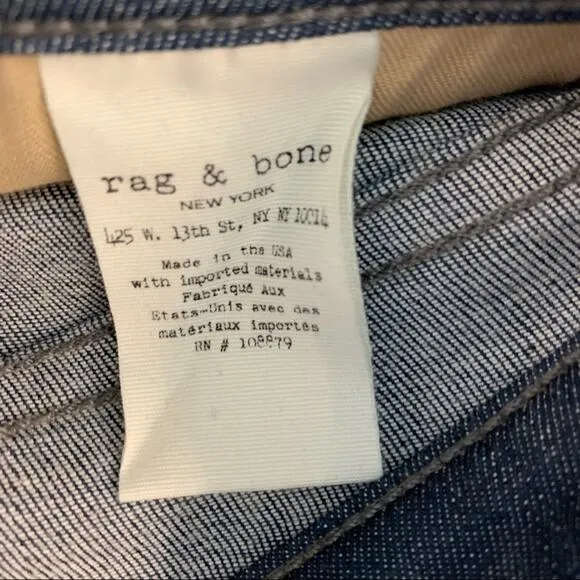 rag & bone
NEW YORK
425 W. 13th St, NY NY 10014
Made in the USA
with imported materials
Fabriqué Aux
Etats-Unis avec des
matériaux importés
RN # 108879